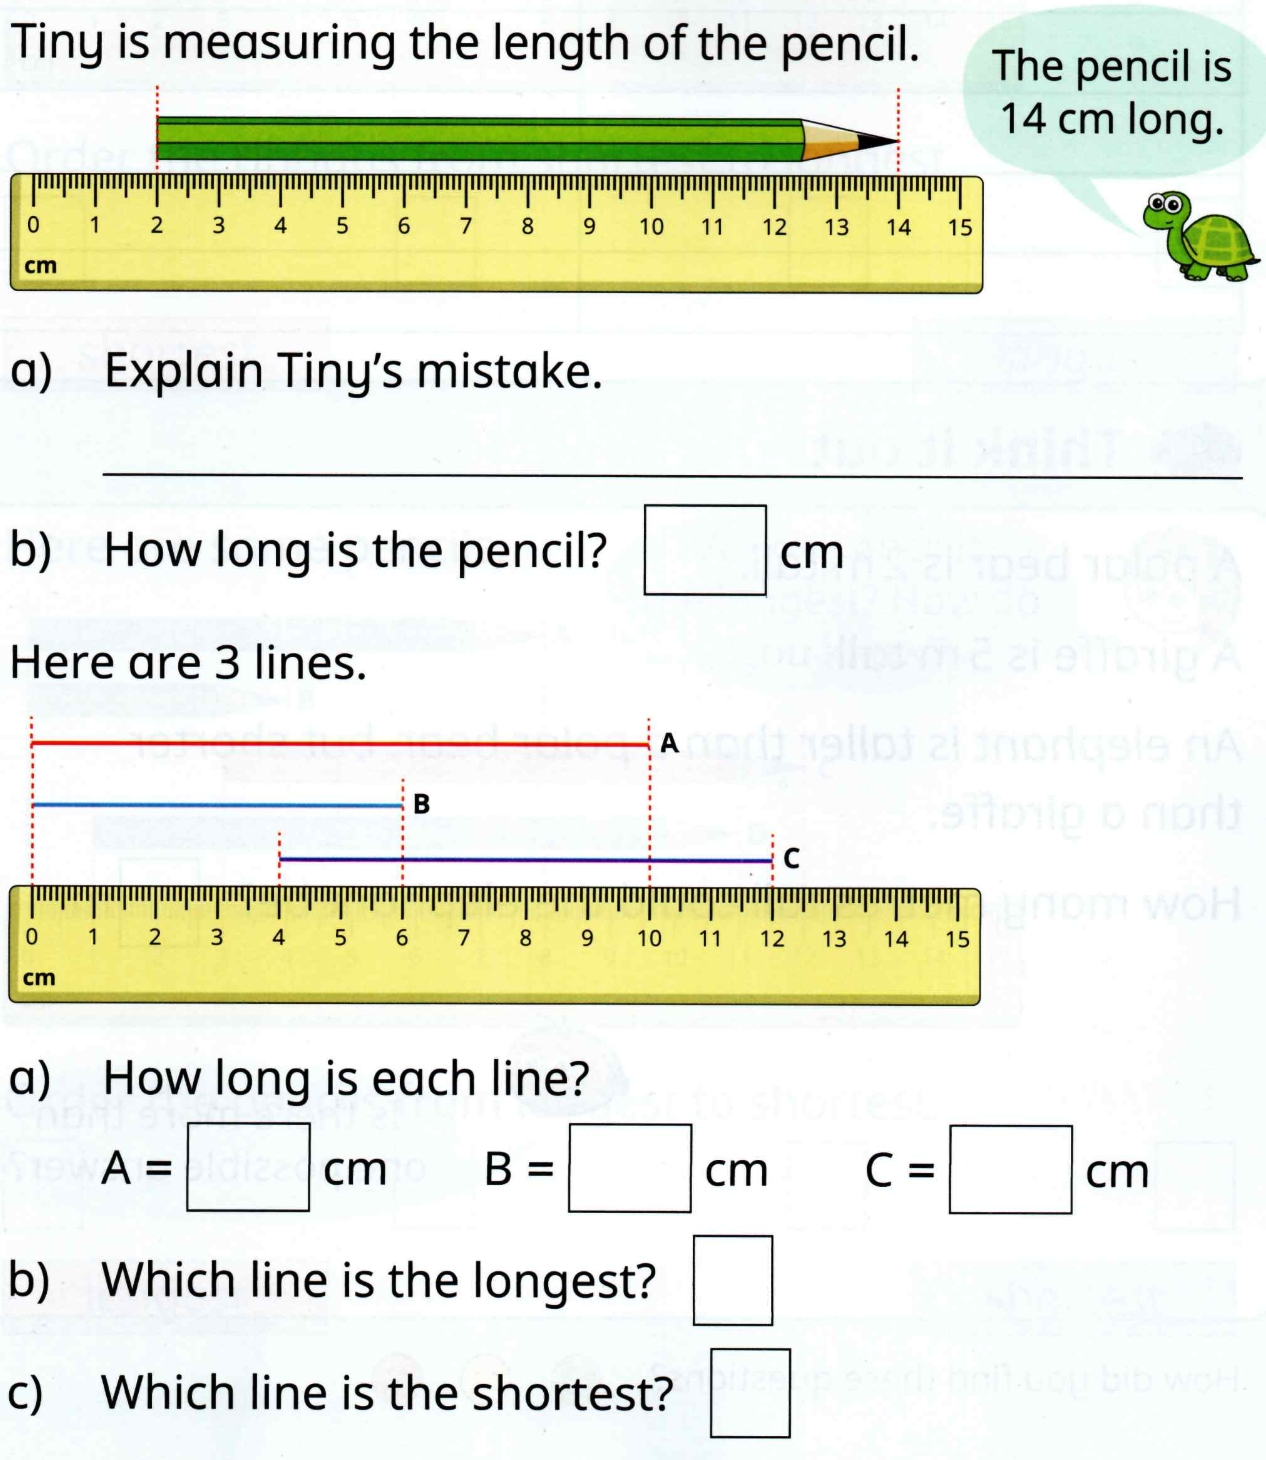 Tiny is measuring the length of the pencil.
The pencil is
14 cm long.
0 1 2 3 4 5 6 7 8 9 10 11 12 13 14 15
cm
a) Explain Tiny's mistake.
b) How long is the pencil? cm
Here are 3 lines.
A
B
C
0 1 2 3 4 5 6 7 8 9 10 11 12 13 14 15
cm
a) How long is each line?
A = cm B = cm C = cm
b) Which line is the longest?
c) Which line is the shortest?